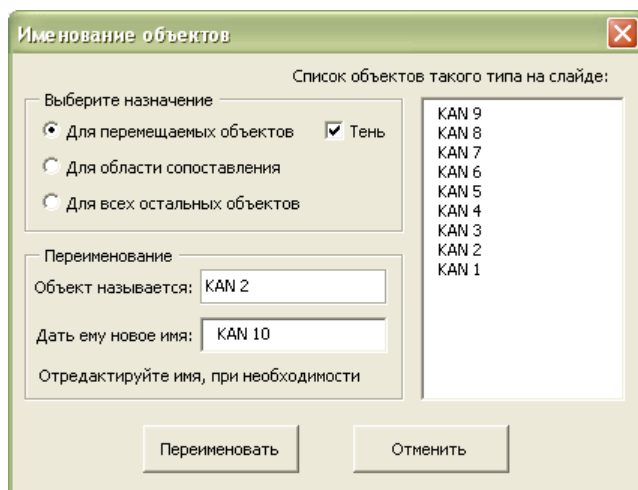 Именование объектов
Список объектов такого типа на слайде:
Выберите назначение
Для перемещаемых объектов
Тень
Для области сопоставления
Для всех остальных объектов
KAN 9
KAN 8
KAN 7
KAN 6
KAN 5
KAN 4
KAN 3
KAN 2
KAN 1
Переименование
Объект называется: KAN 2
Дать ему новое имя: KAN 10
Отредактируйте имя, при необходимости
Переименовать
Отменить